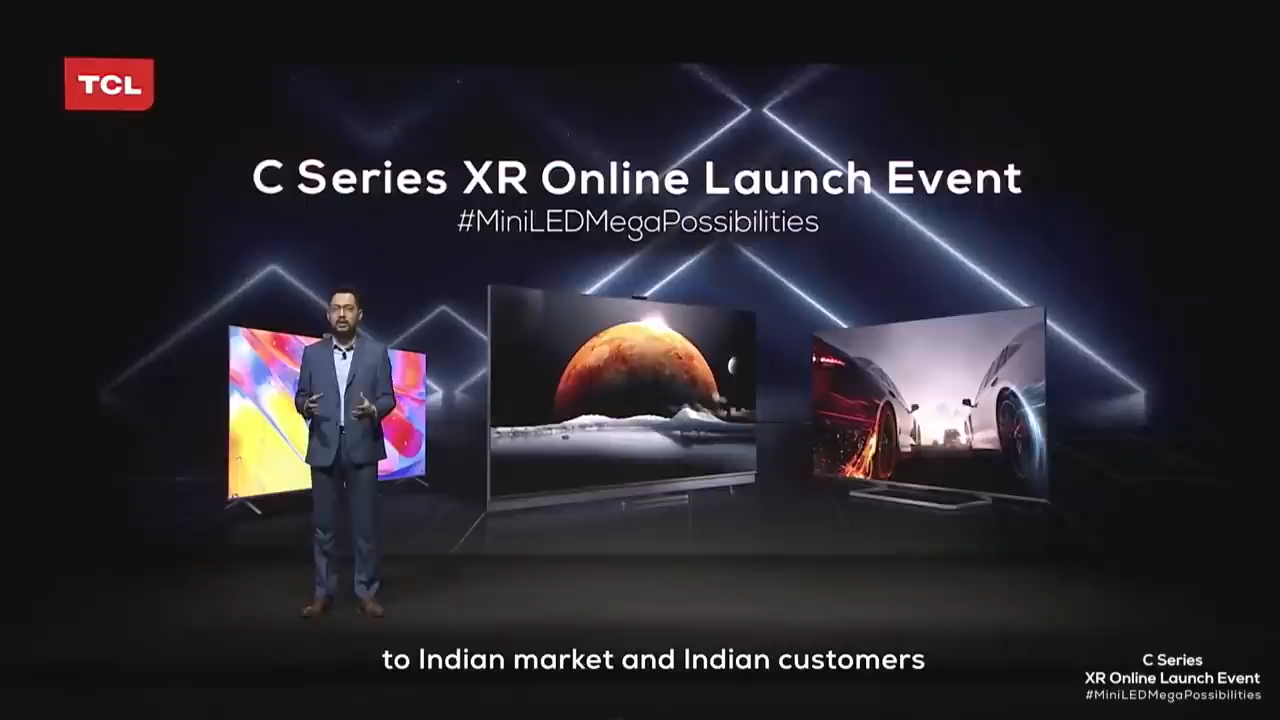 TCL
C Series XR Online Launch Event
#MiniLEDMegaPossibilities
to Indian market and Indian customers
C Series
XR Online Launch Event
#MiniLEDMegaPossibilities